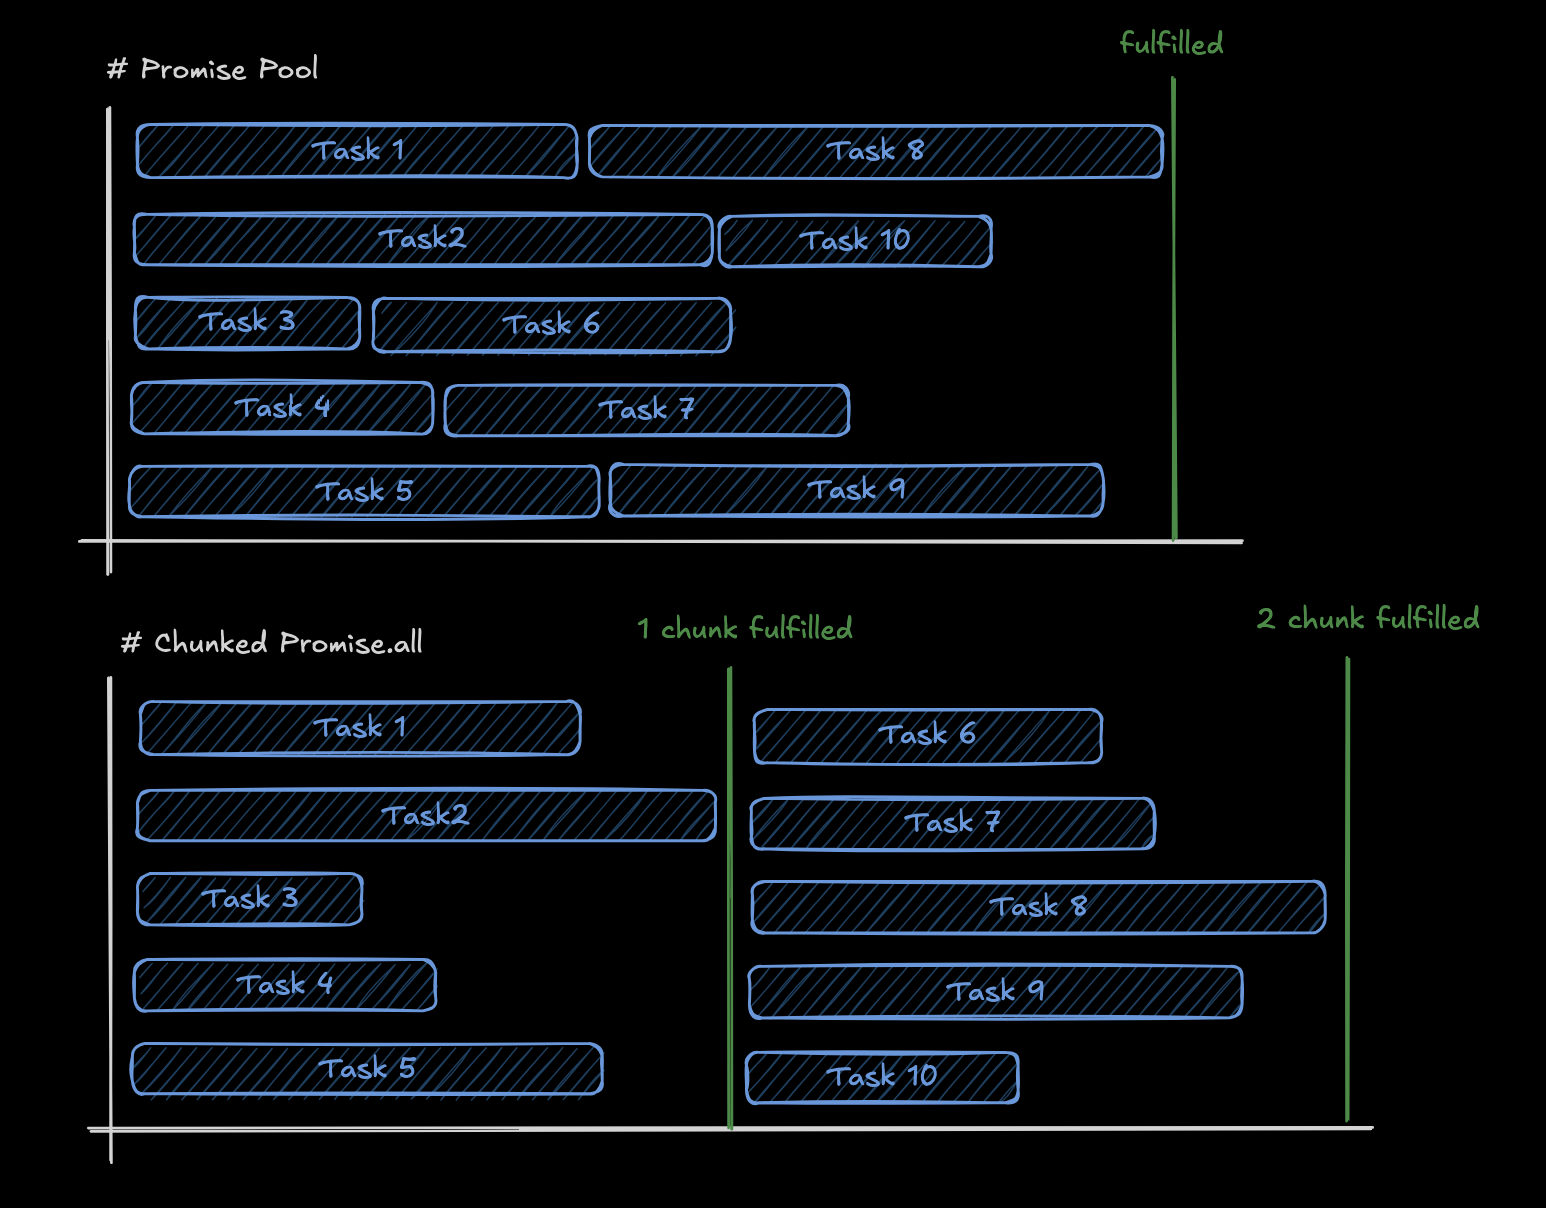 fulfilled
# Promise Pool
Task 1
Task 8
Task2
Task 10
Task 3
Task 6
Task 4
Task 7
Task 5
Task 9
1 chunk fulfilled
2 chunk fulfilled
# Chunked Promise.all
Task 1
Task 6
Task2
Task 7
Task 3
Task 8
Task 4
Task 9
Task 5
Task 10